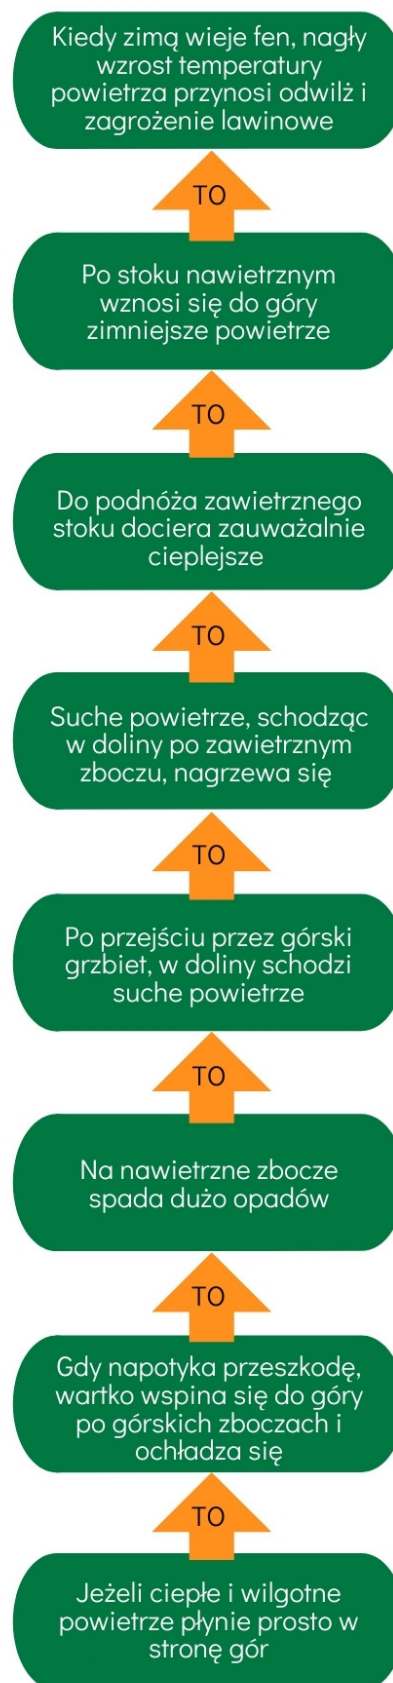 Kiedy zimą wieje fen, nagły
wzrost temperatury
powietrza przynosi odwilż i
zagrożenie lawinowe
TO
Po stoku nawietrznym
wznosi się do góry
zimniejsze powietrze
TO
Do podnóża zawietrznego
stoku dociera zauważalnie
cieplejsze
TO
Suche powietrze, schodząc
w doliny po zawietrznym
zboczu, nagrzewa się
TO
Po przejściu przez górski
grzbiet, w doliny schodzi
suche powietrze
TO
Na nawietrzne zbocze
spada dużo opadów
TO
Gdy napotyka przeszkodę,
wartko wspina się do góry
po górskich zboczach i
ochładza się
TO
Jeżeli ciepłe i wilgotne
powietrze płynie prosto w
stronę gór